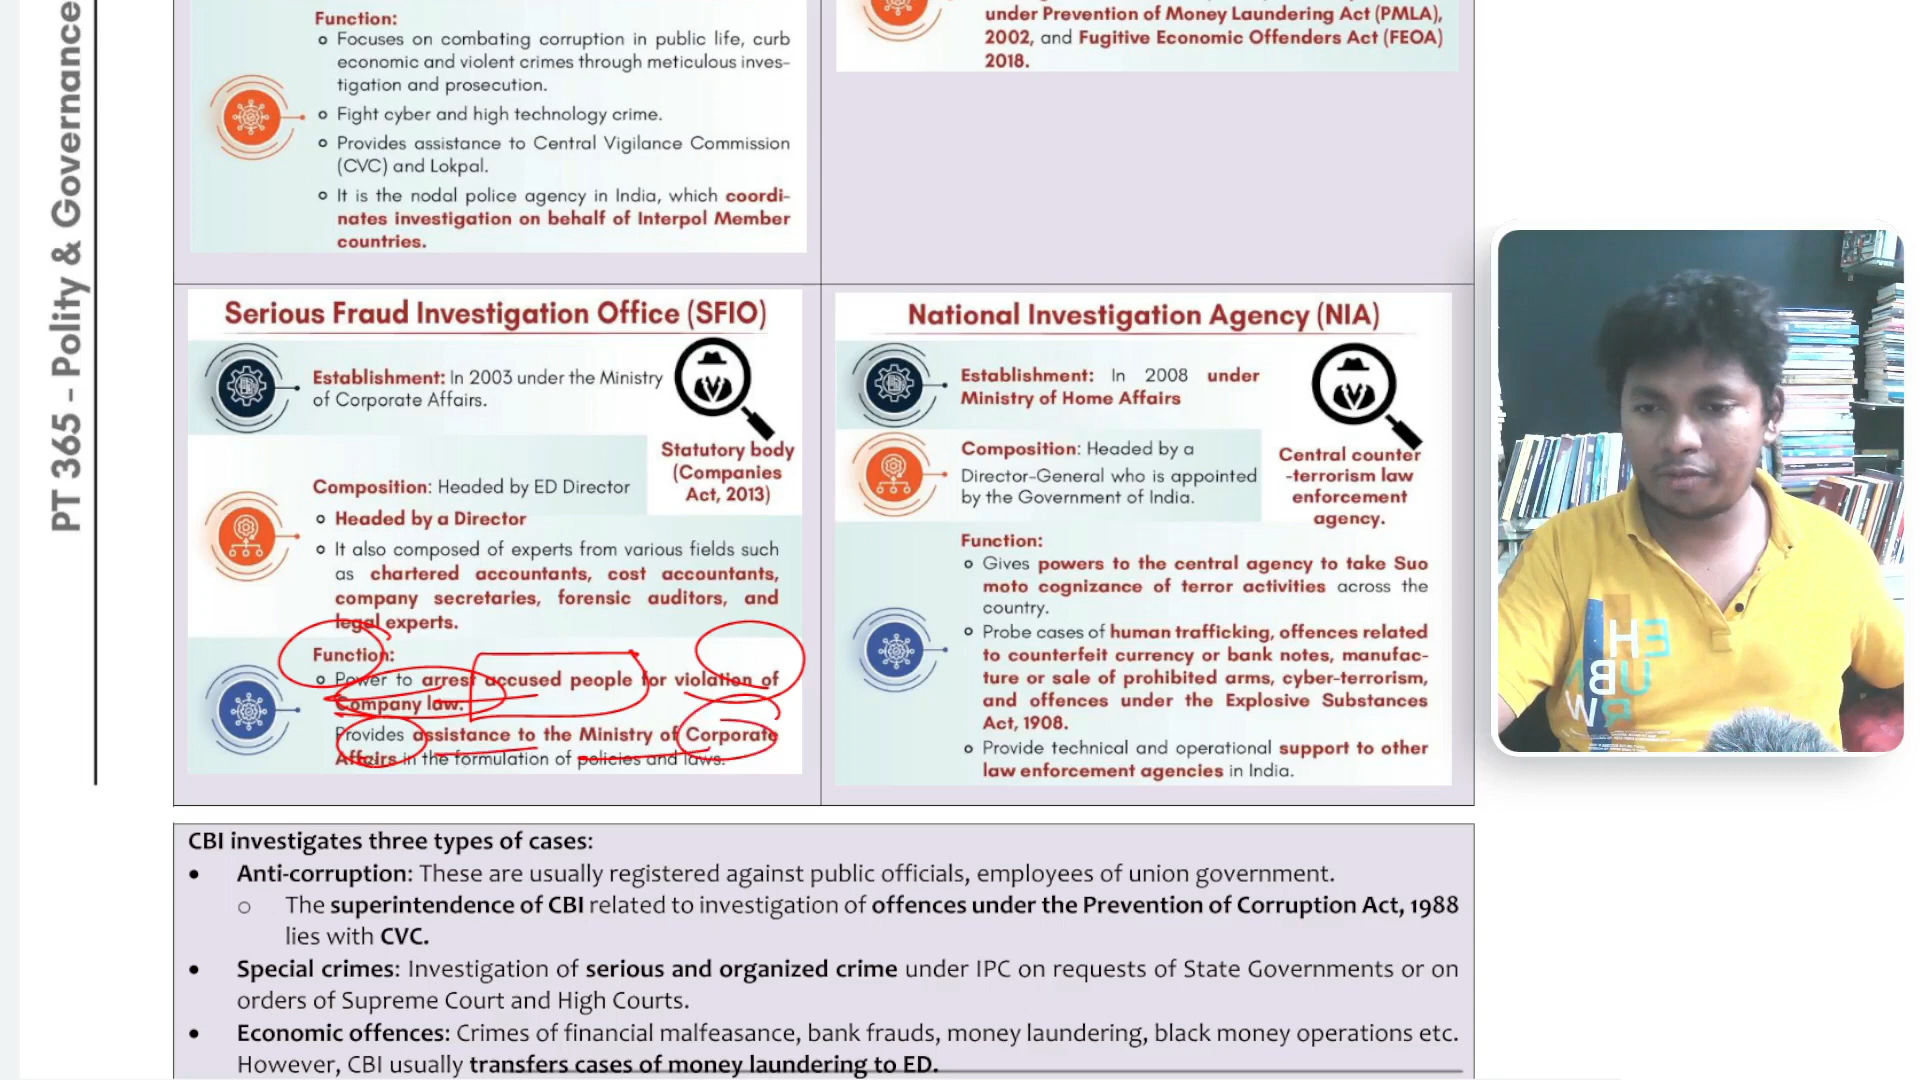 PT 365 – Polity & Governance
Function:
Focuses on combating corruption in public life, curb
economic and violent crimes through meticulous inves-
tigation and prosecution.
Fight cyber and high technology crime.
Provides assistance to Central Vigilance Commission
(CVC) and Lokpal.
It is the nodal police agency in India, which coordi-
nates investigation on behalf of Interpol Member
countries.
under Prevention of Money Laundering Act (PMLA),
2002, and Fugitive Economic Offenders Act (FEOA)
2018.
Serious Fraud Investigation Office (SFIO)
Establishment: In 2003 under the Ministry
of Corporate Affairs.
Statutory body
(Companies
Act, 2013)
Composition: Headed by ED Director
Headed by a Director
It also composed of experts from various fields such
as chartered accountants, cost accountants,
company secretaries, forensic auditors, and
legal experts.
Function:
Power to arrest accused people for violation of
Company law.
Provides assistance to the Ministry of Corporate
Affairs in the formulation of policies and laws.
National Investigation Agency (NIA)
Establishment: In 2008 under
Ministry of Home Affairs
Composition: Headed by a
Director-General who is appointed
by the Government of India.
Central counter
-terrorism law
enforcement
agency.
Function:
Gives powers to the central agency to take Suo
moto cognizance of terror activities across the
country.
Probe cases of human trafficking, offences related
to counterfeit currency or bank notes, manufac-
ture or sale of prohibited arms, cyber-terrorism,
and offences under the Explosive Substances
Act, 1908.
Provide technical and operational support to other
law enforcement agencies in India.
CBI investigates three types of cases:
• Anti-corruption: These are usually registered against public officials, employees of union government.
o The superintendence of CBI related to investigation of offences under the Prevention of Corruption Act, 1988
lies with CVC.
• Special crimes: Investigation of serious and organized crime under IPC on requests of State Governments or on
orders of Supreme Court and High Courts.
• Economic offences: Crimes of financial malfeasance, bank frauds, money laundering, black money operations etc.
However, CBI usually transfers cases of money laundering to ED.